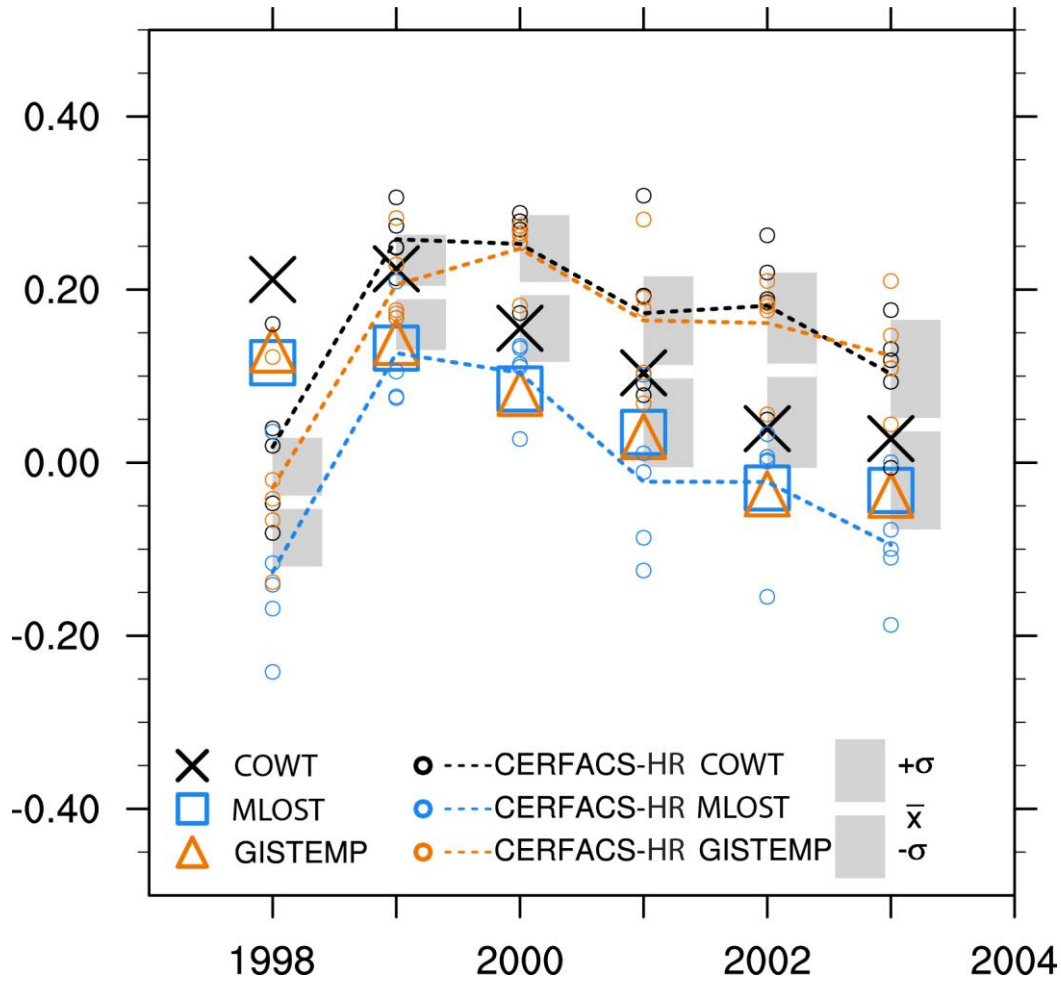 0.40
0.20
0.00
-0.20
-0.40
COWT
MLOST
GISTEMP
CERFACS-HR COWT
CERFACS-HR MLOST
CERFACS-HR GISTEMP
+σ
x̄
-σ
1998 2000 2002 2004